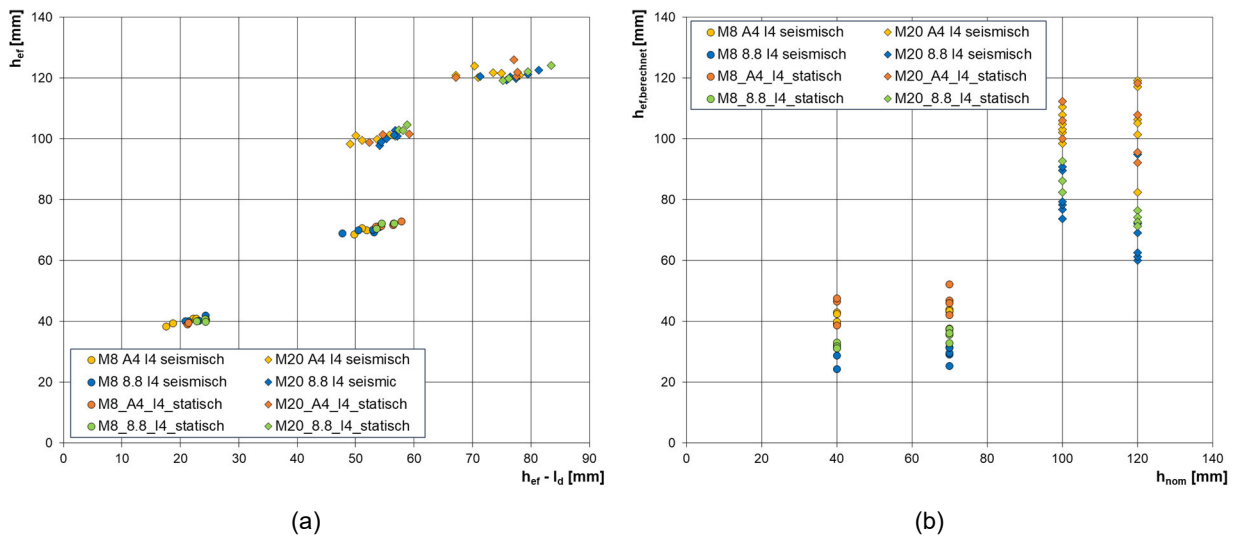 h_ef [mm]
140
120
100
80
60
40
20
0
M8 A4 I4 seismisch
M20 A4 I4 seismisch
M8 8.8 I4 seismisch
M20 8.8 I4 seismic
M8_A4_I4_statisch
M20_A4_I4_statisch
M8_8.8_I4_statisch
M20_8.8_I4_statisch
0 10 20 30 40 50 60 70 80 90
h_ef - l_d [mm]
(a)
h_ef,berechnet [mm]
140
120
100
80
60
40
20
0
M8 A4 I4 seismisch
M20 A4 I4 seismisch
M8 8.8 I4 seismisch
M20 8.8 I4 seismisch
M8_A4_I4_statisch
M20_A4_I4_statisch
M8_8.8_I4_statisch
M20_8.8_I4_statisch
0 20 40 60 80 100 120 140
h_nom [mm]
(b)